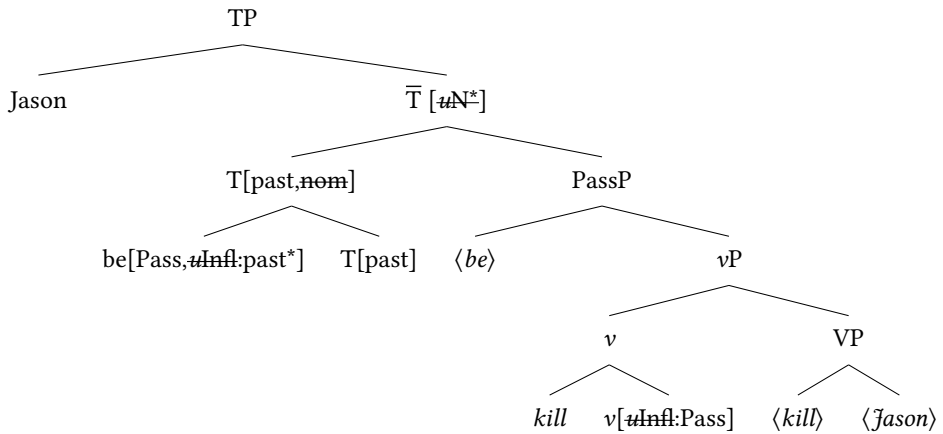 TP
Jason T̅ [uN*]
T[past,nom] PassP
be[Pass,uInfl:past*] T[past] ⟨be⟩ vP
v VP
kill v[uInfl:Pass] ⟨kill⟩ ⟨Jason⟩